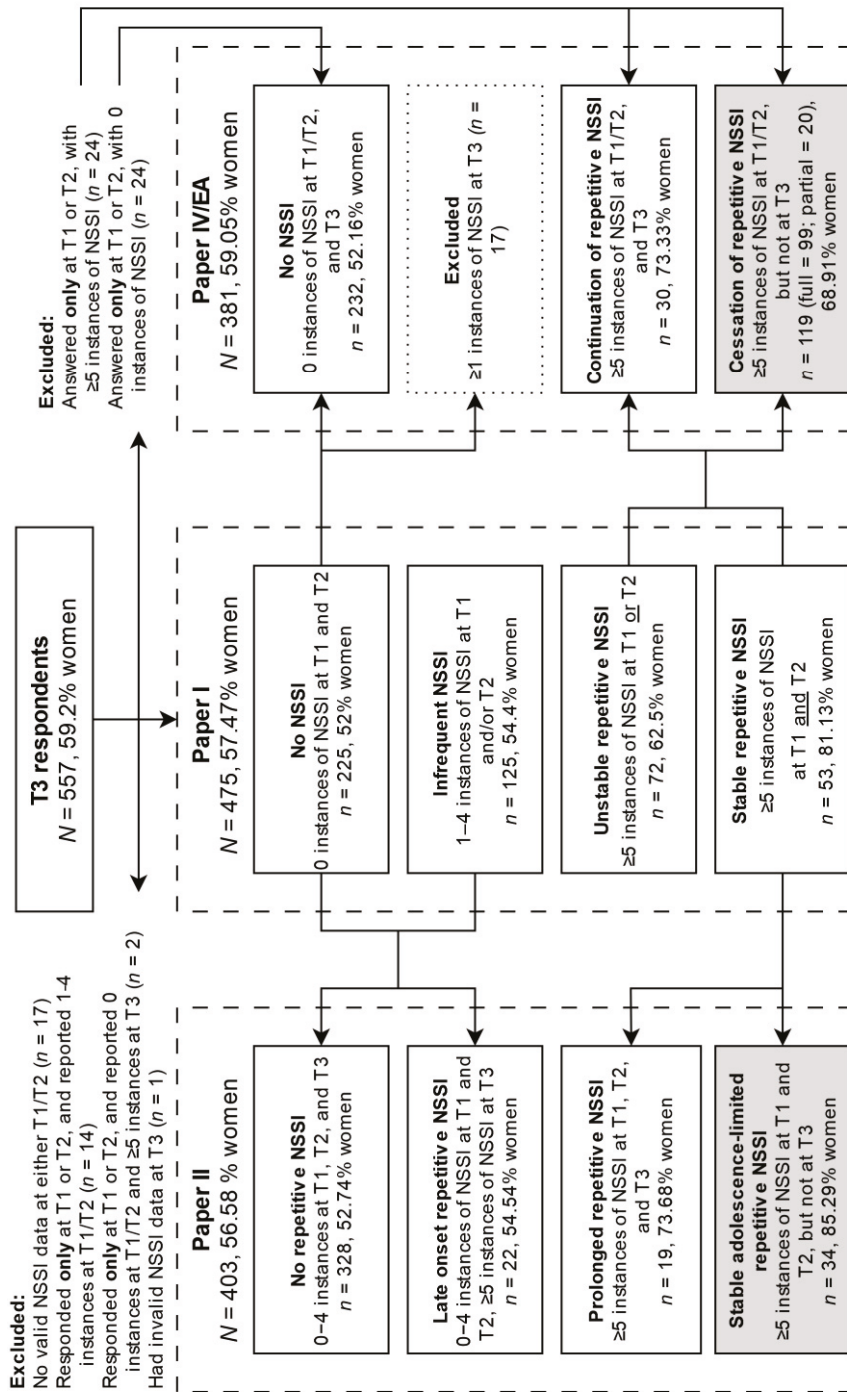 Excluded:
No valid NSSI data at either T1/T2 (n = 17)
Responded only at T1 or T2, and reported 1-4
instances at T1/T2 (n = 14)
Responded only at T1 or T2, and reported 0
instances at T1/T2 and ≥5 instances at T3 (n = 2)
Had invalid NSSI data at T3 (n = 1)
T3 respondents
N = 557, 59.2% women
Excluded:
Answered only at T1 or T2, with
≥5 instances of NSSI (n = 24)
Answered only at T1 or T2, with 0
instances of NSSI (n = 24)
Paper II
N = 403, 56.58 % women
No repetitive NSSI
0–4 instances at T1, T2, and T3
n = 328, 52.74% women
Late onset repetitive NSSI
0–4 instances of NSSI at T1 and
T2, ≥5 instances of NSSI at T3
n = 22, 54.54% women
Prolonged repetitive NSSI
≥5 instances of NSSI at T1, T2,
and T3
n = 19, 73.68% women
Stable adolescence-limited
repetitive NSSI
≥5 instances of NSSI at T1 and
T2, but not at T3
n = 34, 85.29% women
Paper I
N = 475, 57.47% women
No NSSI
0 instances of NSSI at T1 and T2
n = 225, 52% women
Infrequent NSSI
1–4 instances of NSSI at T1
and/or T2
n = 125, 54.4% women
Unstable repetitive NSSI
≥5 instances of NSSI at T1 or T2
n = 72, 62.5% women
Stable repetitive NSSI
≥5 instances of NSSI
at T1 and T2
n = 53, 81.13% women
Paper IV/EA
N = 381, 59.05% women
No NSSI
0 instances of NSSI at T1/T2,
and T3
n = 232, 52.16% women
Excluded
≥1 instances of NSSI at T3 (n =
17)
Continuation of repetitive NSSI
≥5 instances of NSSI at T1/T2,
and T3
n = 30, 73.33% women
Cessation of repetitive NSSI
≥5 instances of NSSI at T1/T2,
but not at T3
n = 119 (full = 99; partial = 20),
68.91% women